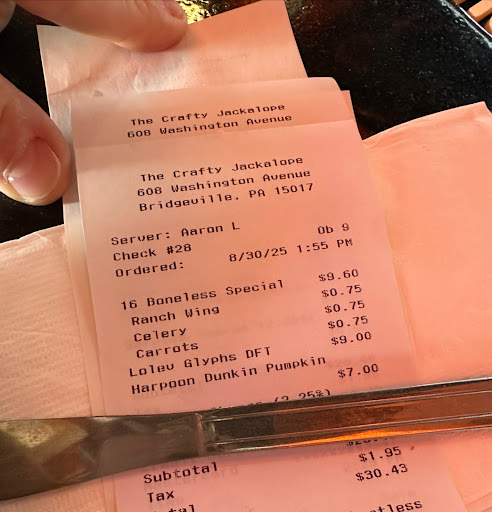 The Crafty Jackalope
608 Washington Avenue
The Crafty Jackalope
608 Washington Avenue
Bridgeville, PA 15017
Server: Aaron L
Check #28 Ob 9
Ordered: 8/30/25 1:55 PM
16 Boneless Special $9.60
Ranch Wing $0.75
Celery $0.75
Carrots $0.75
Lolev Glyphs DFT $9.00
Harpoon Dunkin Pumpkin $7.00
(3.25%)
Subtotal
Tax $1.95
$30.43